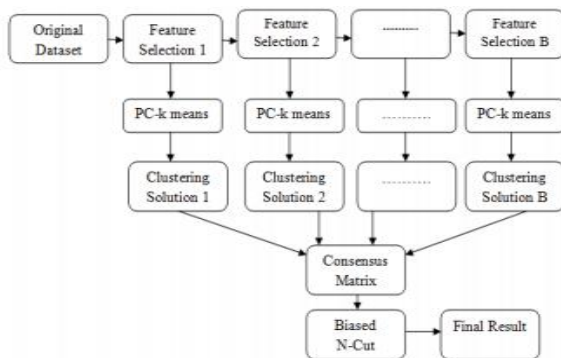 Original
Dataset
Feature
Selection 1
Feature
Selection 2
............
Feature
Selection B
PC-k means
PC-k means
............
PC-k means
Clustering
Solution 1
Clustering
Solution 2
............
Clustering
Solution B
Consensus
Matrix
Biased
N-Cut
Final Result